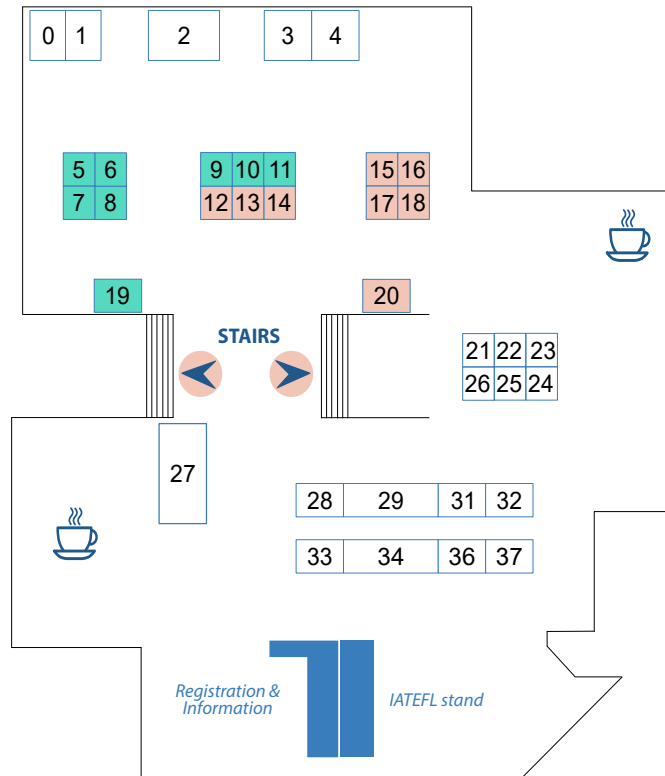 0 1 2 3 4
5 6 9 10 11 15 16
7 8 12 13 14 17 18
19 20
STAIRS
21 22 23
26 25 24
27
28 29 31 32
33 34 36 37
Registration &
Information
IATEFL stand